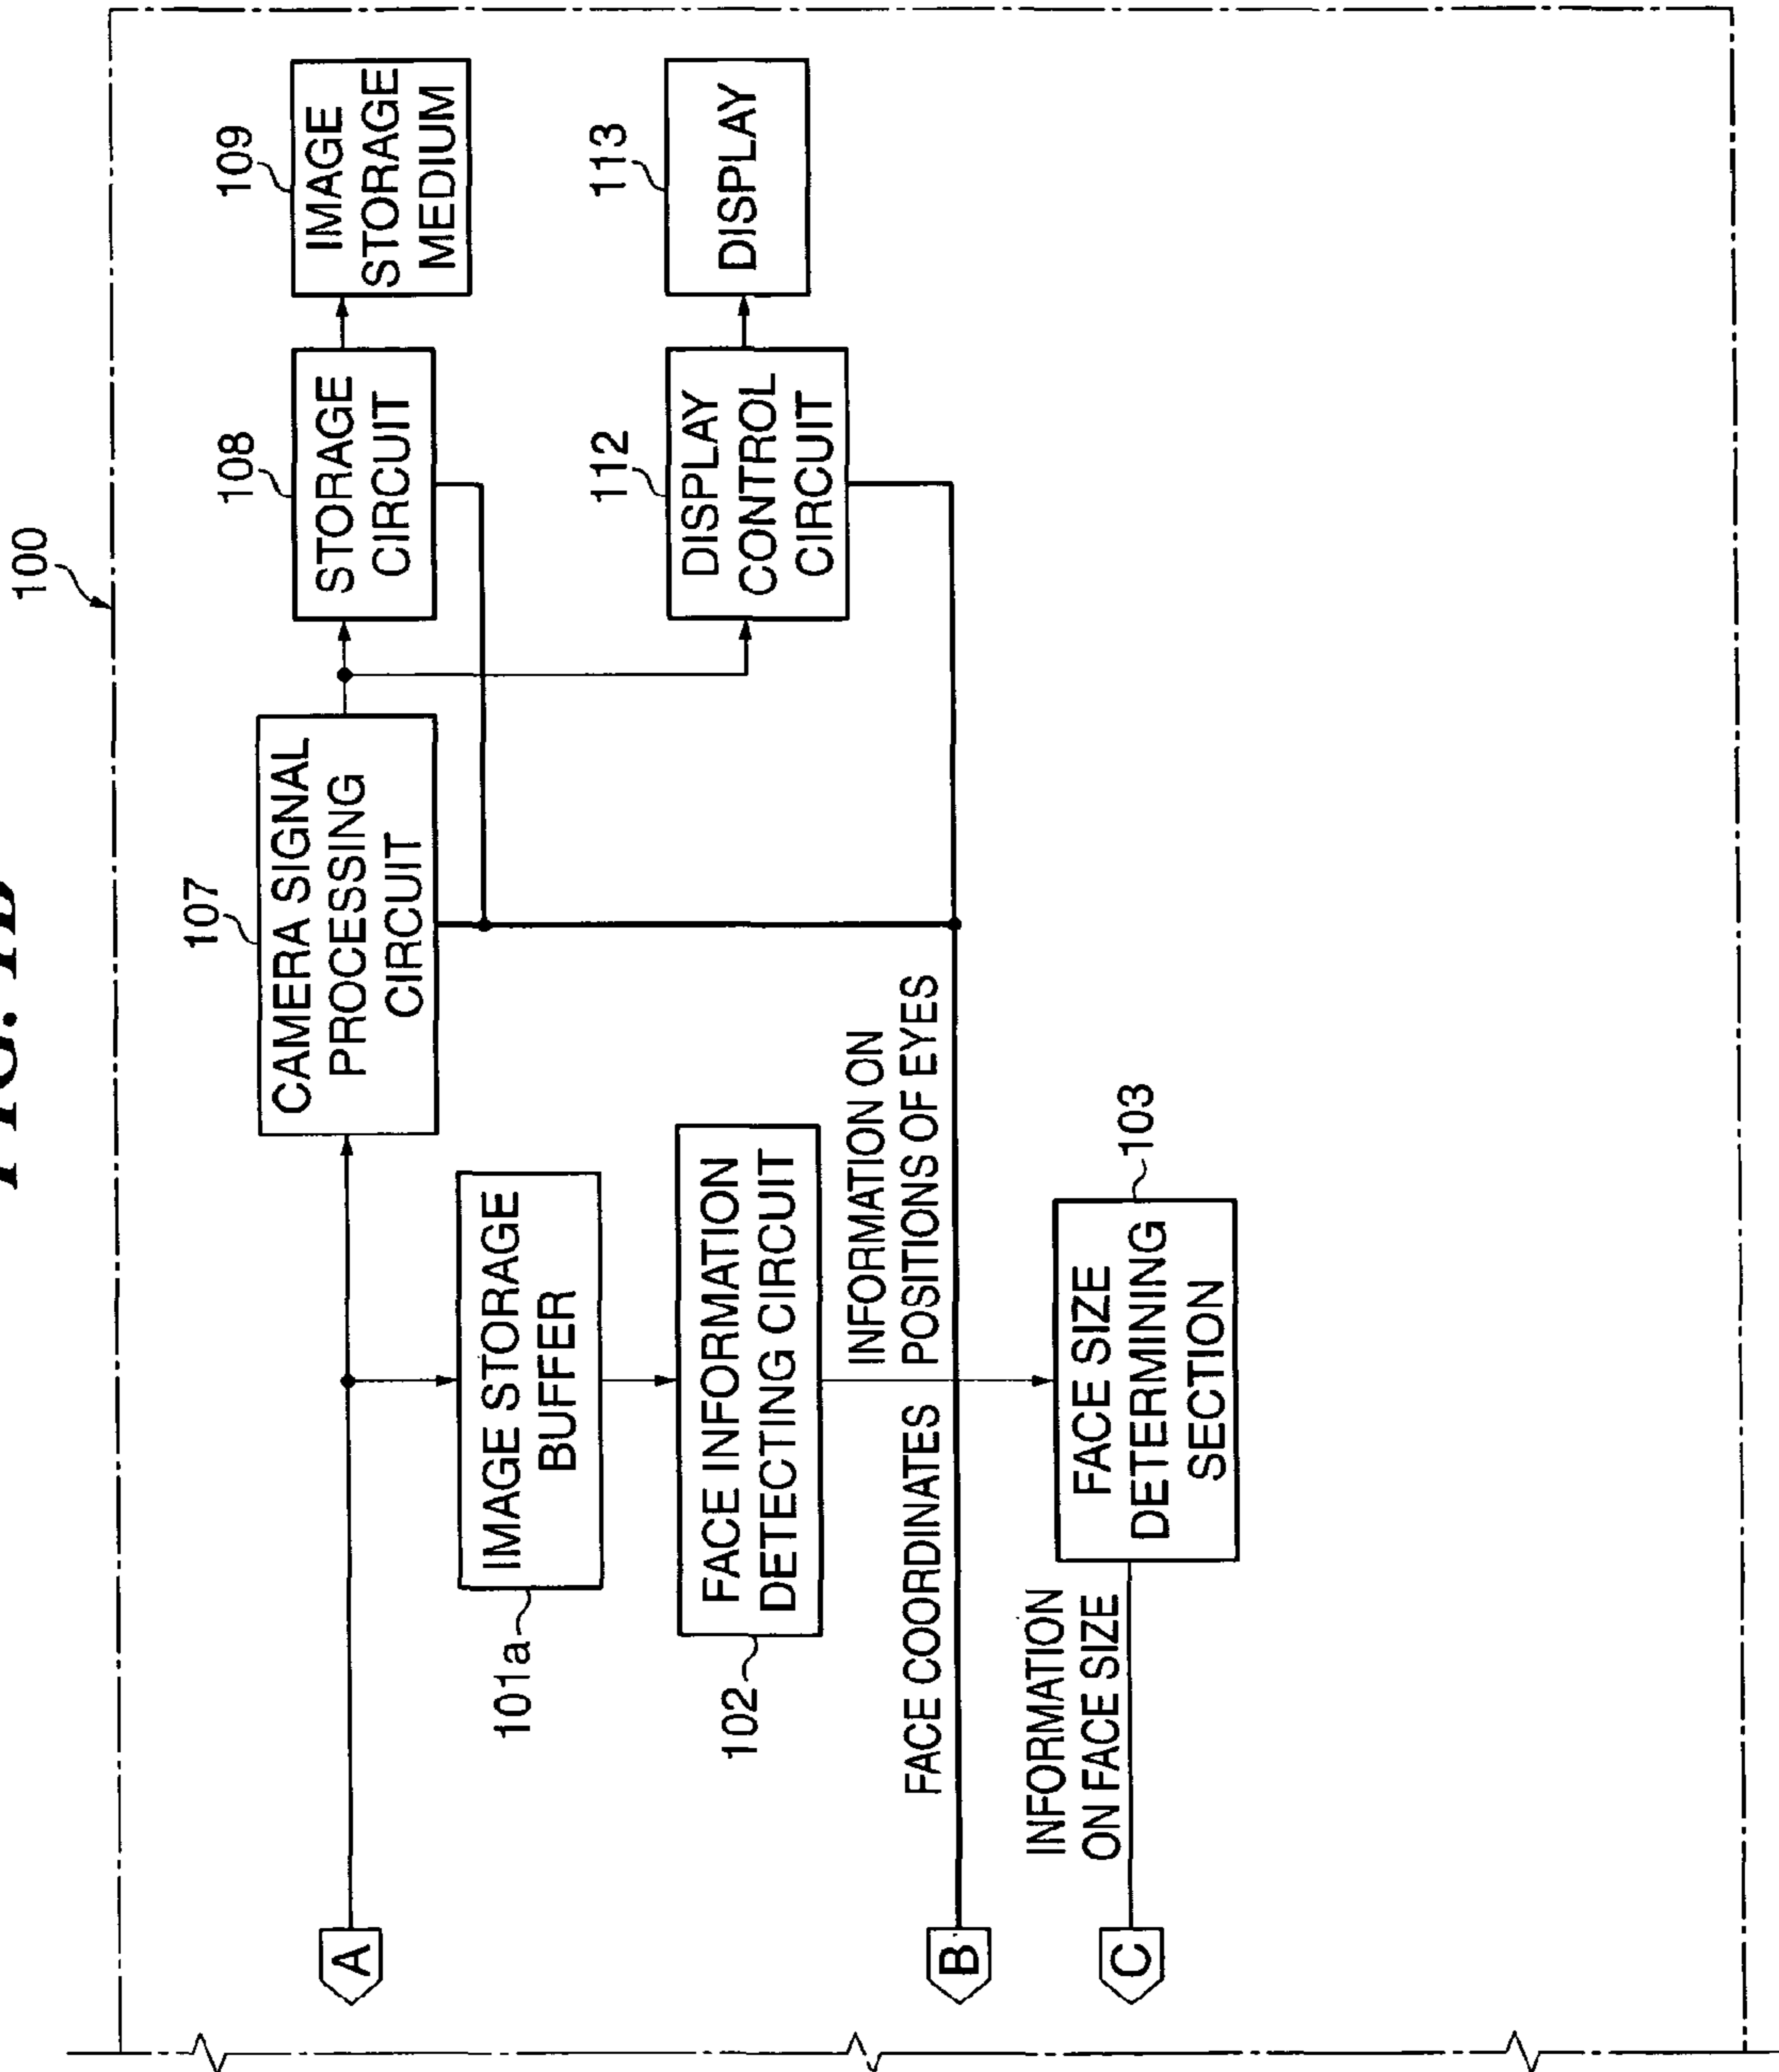 FIG. 1B
100
107
CAMERA SIGNAL
PROCESSING
CIRCUIT
108
STORAGE
CIRCUIT
109
IMAGE
STORAGE
MEDIUM
112
DISPLAY
CONTROL
CIRCUIT
113
DISPLAY
A
101a
IMAGE STORAGE
BUFFER
102
FACE INFORMATION
DETECTING CIRCUIT
FACE COORDINATES
INFORMATION ON
POSITIONS OF EYES
B
103
FACE SIZE
DETERMINING
SECTION
INFORMATION
ON FACE SIZE
C